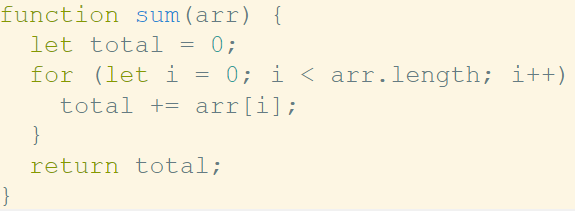 function sum(arr) {
  let total = 0;
  for (let i = 0; i < arr.length; i++)
    total += arr[i];
  }
  return total;
}